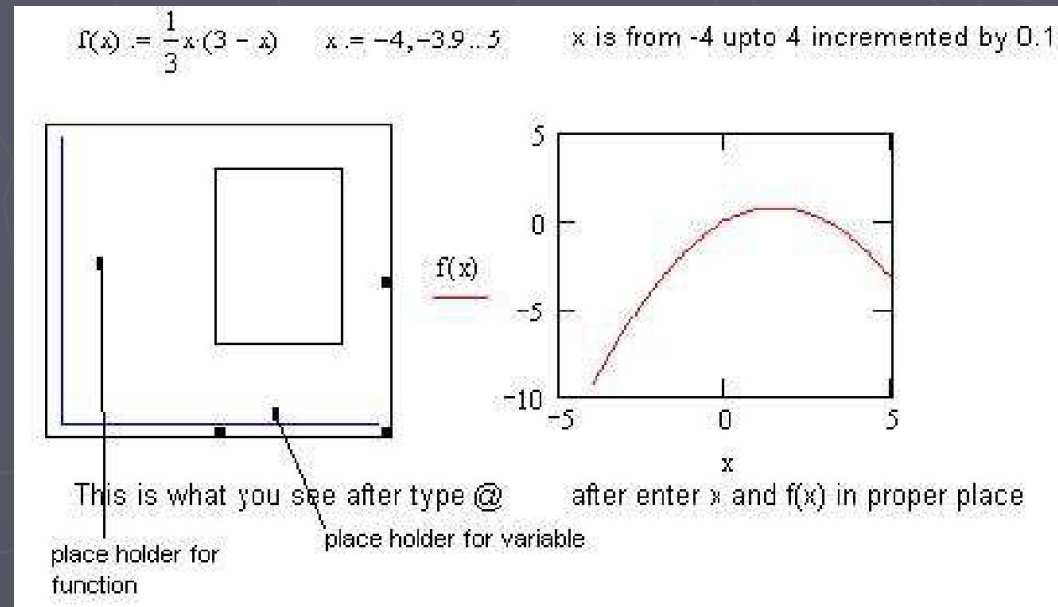 f(x) := 1/3 x·(3 − x)    x := −4, −3.9 .. 5    x is from -4 upto 4 incremented by 0.1
5
0
f(x)
−5
−10
−5 0 5
x
This is what you see after type @    after enter x and f(x) in proper place
place holder for variable
place holder for
function